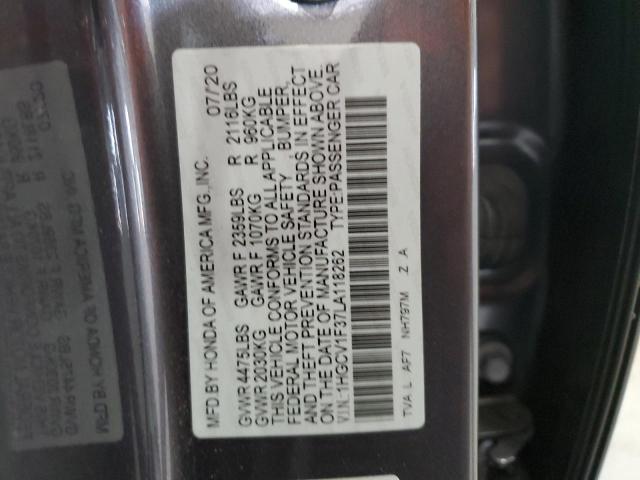 MFD.BY HONDA OF AMERICA MFG.,INC. 07/20
GVWR 4475LBS GAWR F 2359LBS R 2116LBS
GVWR 2030KG GAWR F 1070KG R 960KG
THIS VEHICLE CONFORMS TO ALL APPLICABLE
FEDERAL MOTOR VEHICLE SAFETY, BUMPER,
AND THEFT PREVENTION STANDARDS IN EFFECT
ON THE DATE OF MANUFACTURE SHOWN ABOVE.
V.I.N.:1HGCV1F37LA118262 TYPE:PASSENGER CAR
TVA L AF7 NH797M Z A